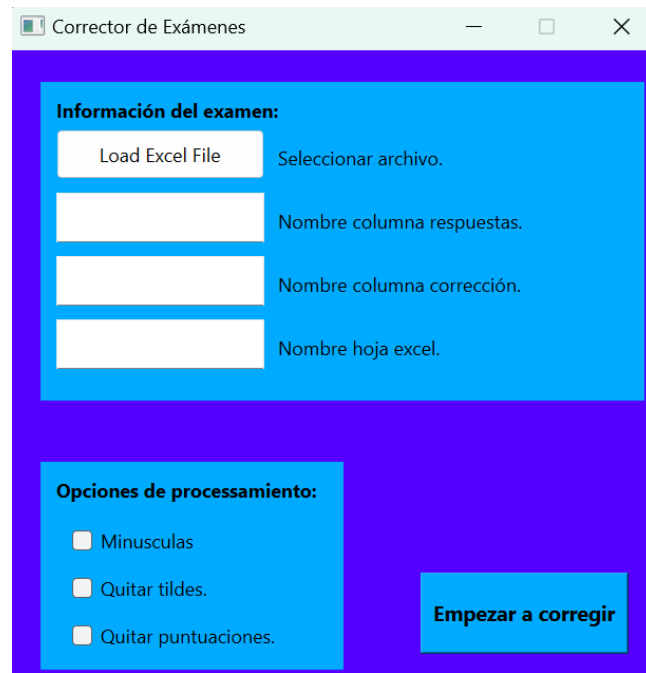 Corrector de Exámenes
Información del examen:
Load Excel File Seleccionar archivo.
Nombre columna respuestas.
Nombre columna corrección.
Nombre hoja excel.
Opciones de processamiento:
Minusculas
Quitar tildes.
Quitar puntuaciones.
Empezar a corregir